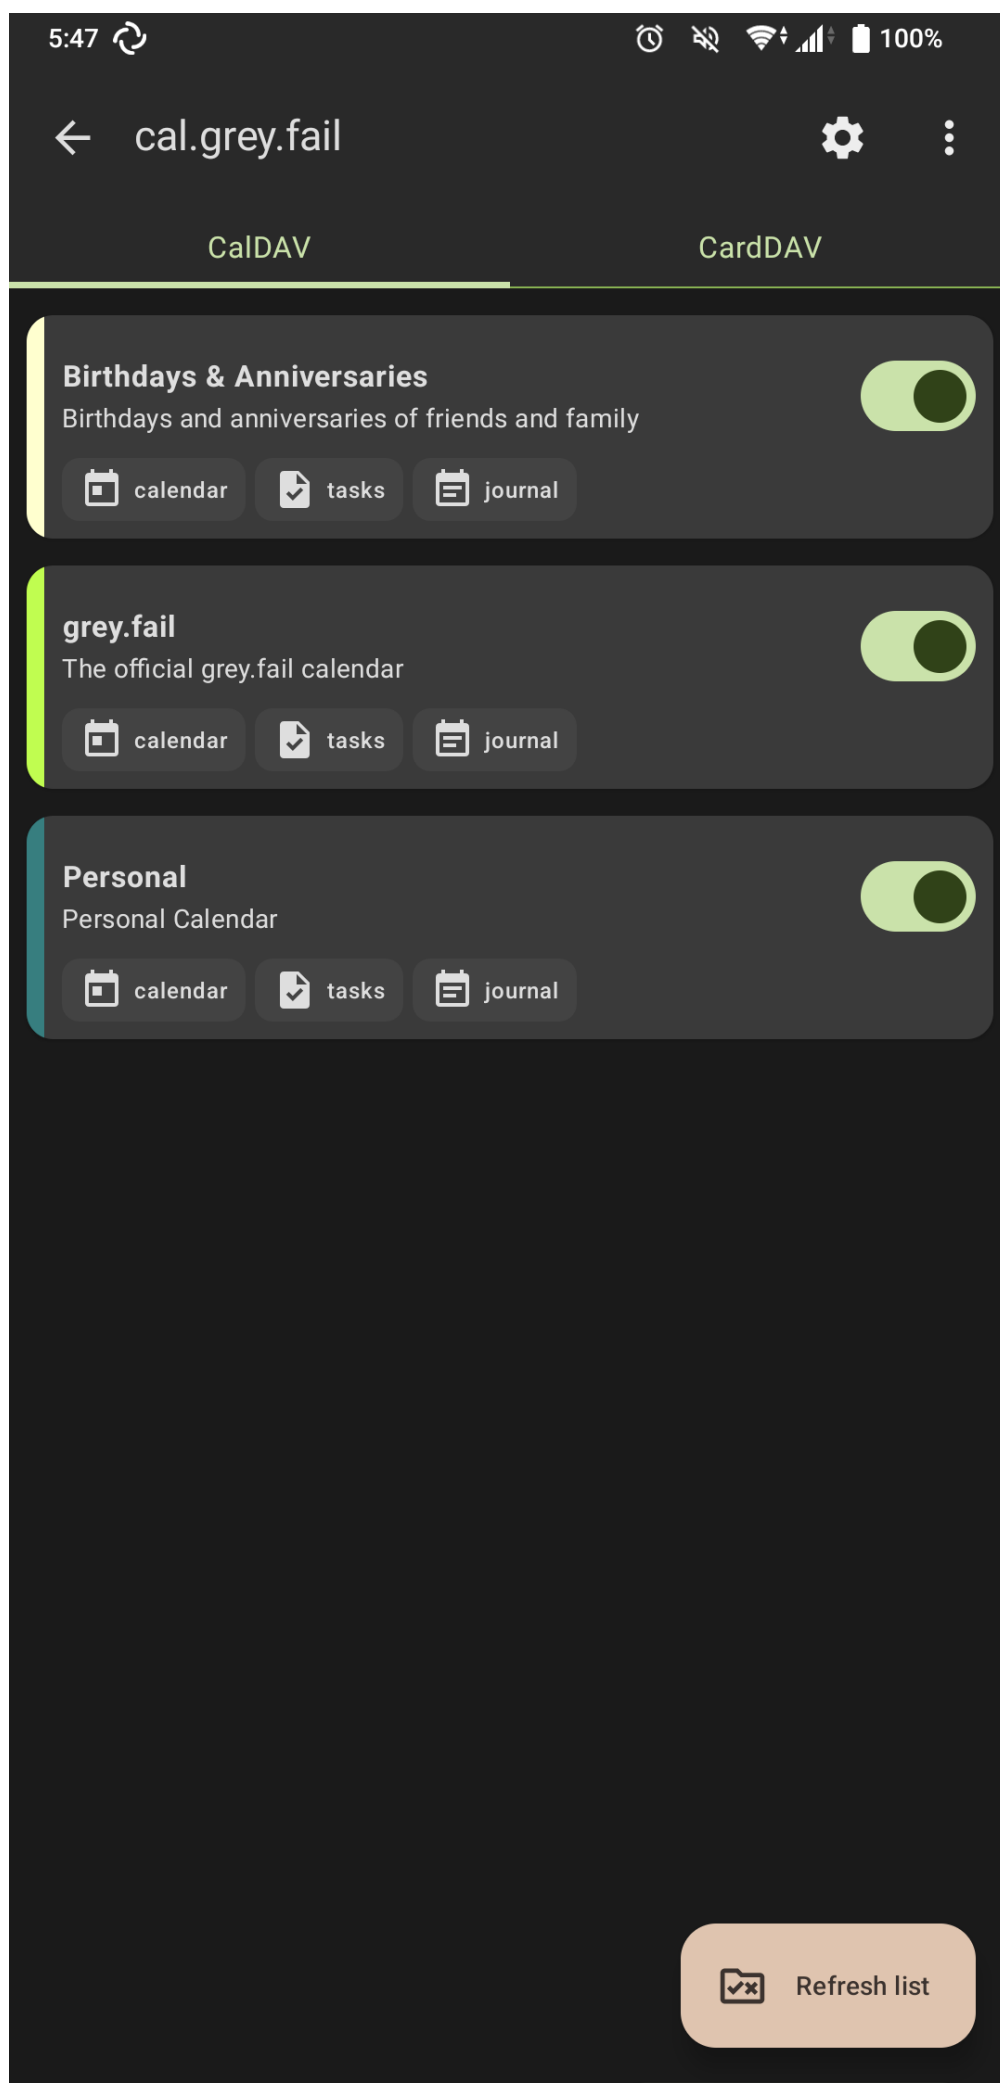 5:47
100%
cal.grey.fail
CalDAV
CardDAV
Birthdays & Anniversaries
Birthdays and anniversaries of friends and family
calendar
tasks
journal
grey.fail
The official grey.fail calendar
calendar
tasks
journal
Personal
Personal Calendar
calendar
tasks
journal
Refresh list